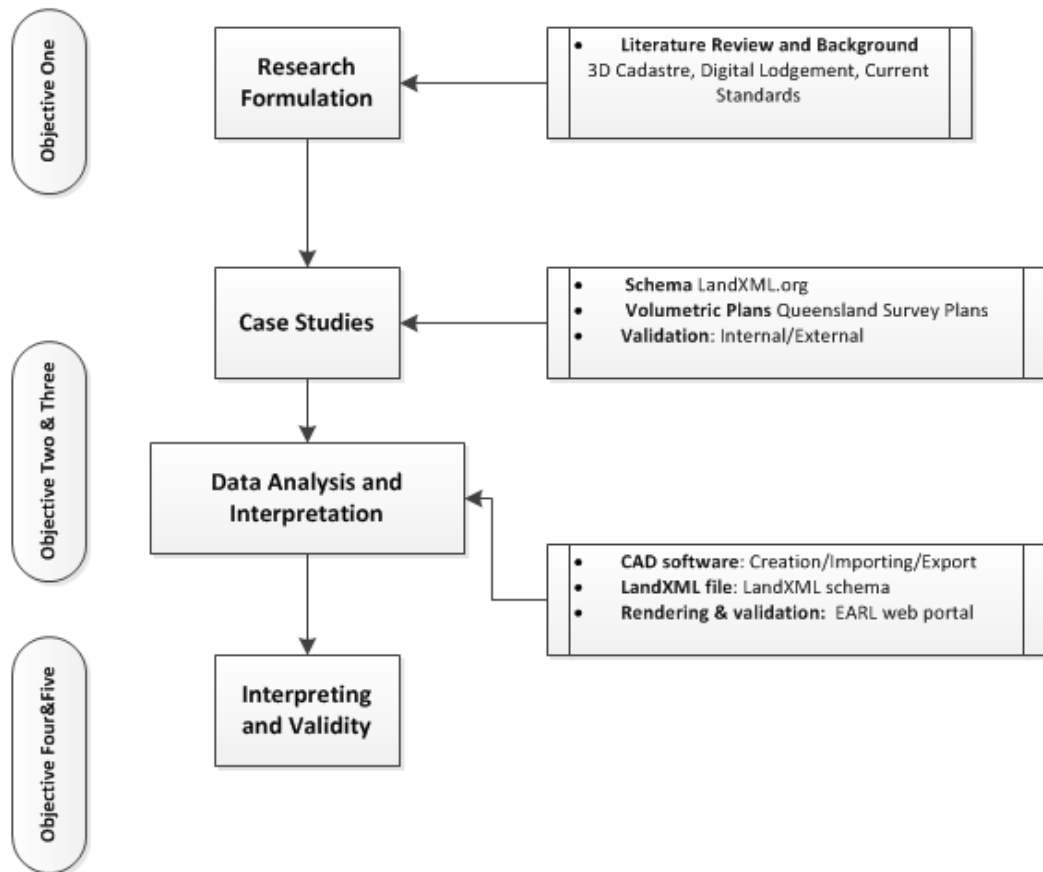 Objective One
Research
Formulation
• Literature Review and Background
3D Cadastre, Digital Lodgement, Current
Standards
Case Studies
• Schema LandXML.org
• Volumetric Plans Queensland Survey Plans
• Validation: Internal/External
Objective Two & Three
Data Analysis and
Interpretation
• CAD software: Creation/Importing/Export
• LandXML file: LandXML schema
• Rendering & validation: EARL web portal
Objective Four&Five
Interpreting
and Validity